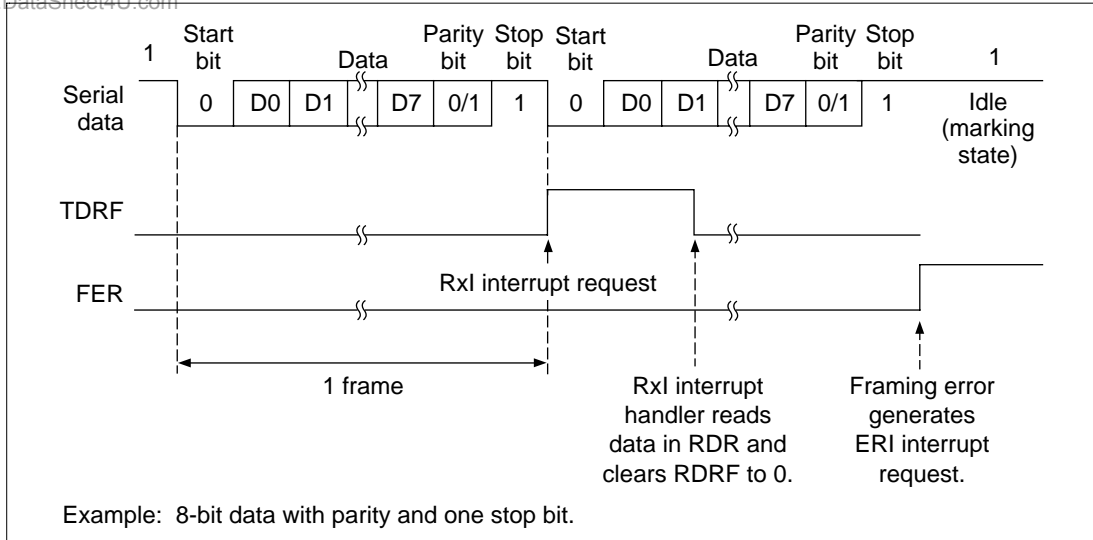 DataSheet4U.com
1 Start bit Data Parity bit Stop bit Start bit Data Parity bit Stop bit 1
Serial data 0 D0 D1 D7 0/1 1 0 D0 D1 D7 0/1 1 Idle (marking state)
TDRF
RxI interrupt request
FER
1 frame
RxI interrupt
handler reads
data in RDR and
clears RDRF to 0.
Framing error
generates
ERI interrupt
request.
Example: 8-bit data with parity and one stop bit.